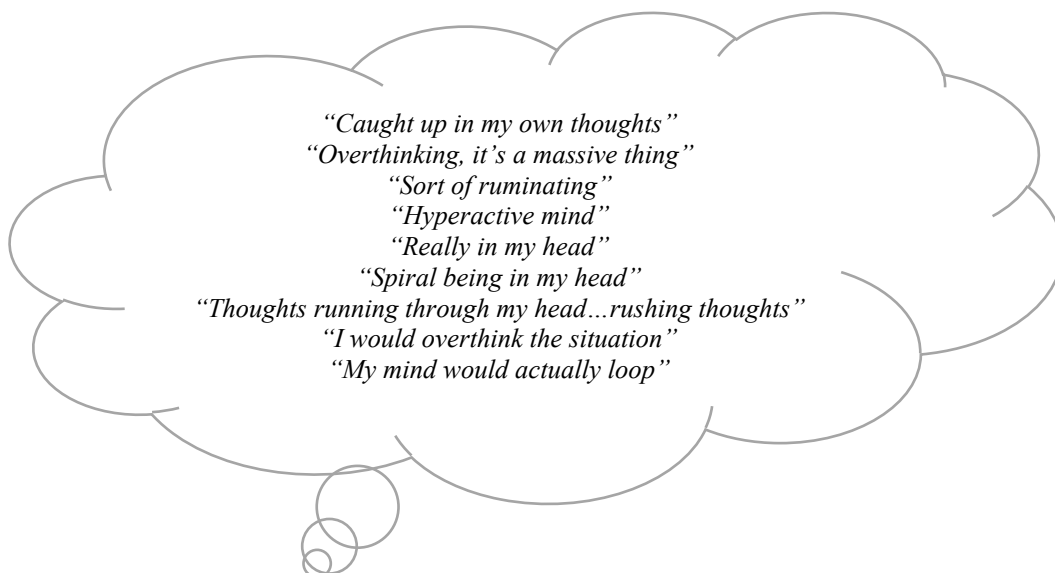 “Caught up in my own thoughts”
“Overthinking, it’s a massive thing”
“Sort of ruminating”
“Hyperactive mind”
“Really in my head”
“Spiral being in my head”
“Thoughts running through my head…rushing thoughts”
“I would overthink the situation”
“My mind would actually loop”